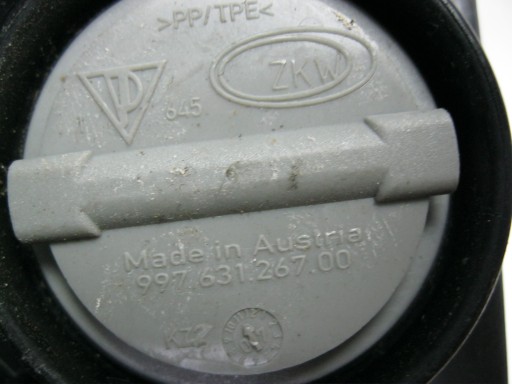 >PP/TPE<
ZKW
645
Made in Austria
997.631.267.00